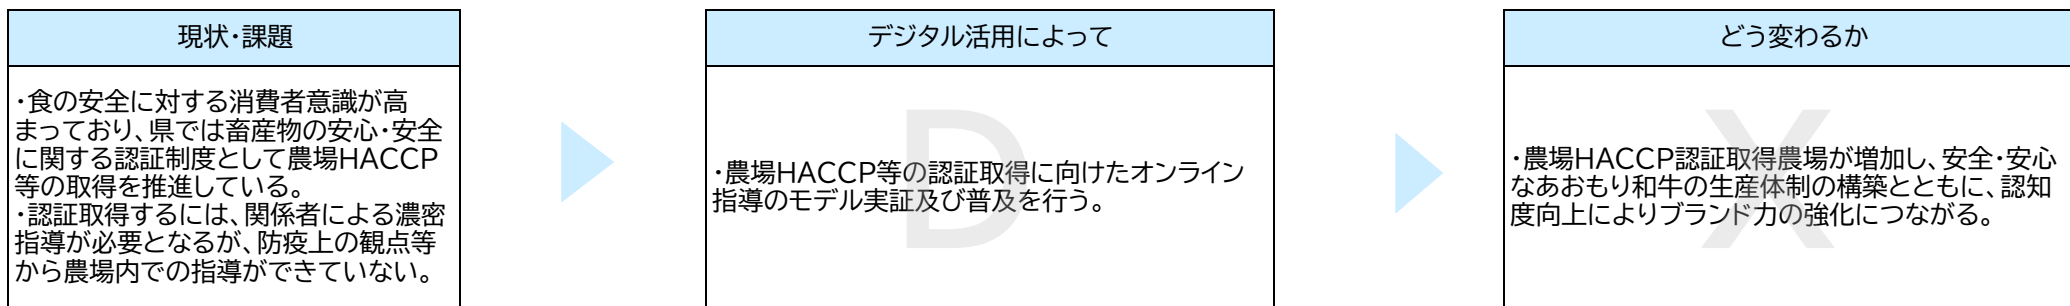 現状・課題
・食の安全に対する消費者意識が高
まっており、県では畜産物の安心・安全
に関する認証制度として農場HACCP
等の取得を推進している。
・認証取得するには、関係者による濃密
指導が必要となるが、防疫上の観点等
から農場内での指導ができていない。
デジタル活用によって
D
・農場HACCP等の認証取得に向けたオンライン
指導のモデル実証及び普及を行う。
どう変わるか
X
・農場HACCP認証取得農場が増加し、安全・安心
なあおもり和牛の生産体制の構築とともに、認知
度向上によりブランド力の強化につながる。